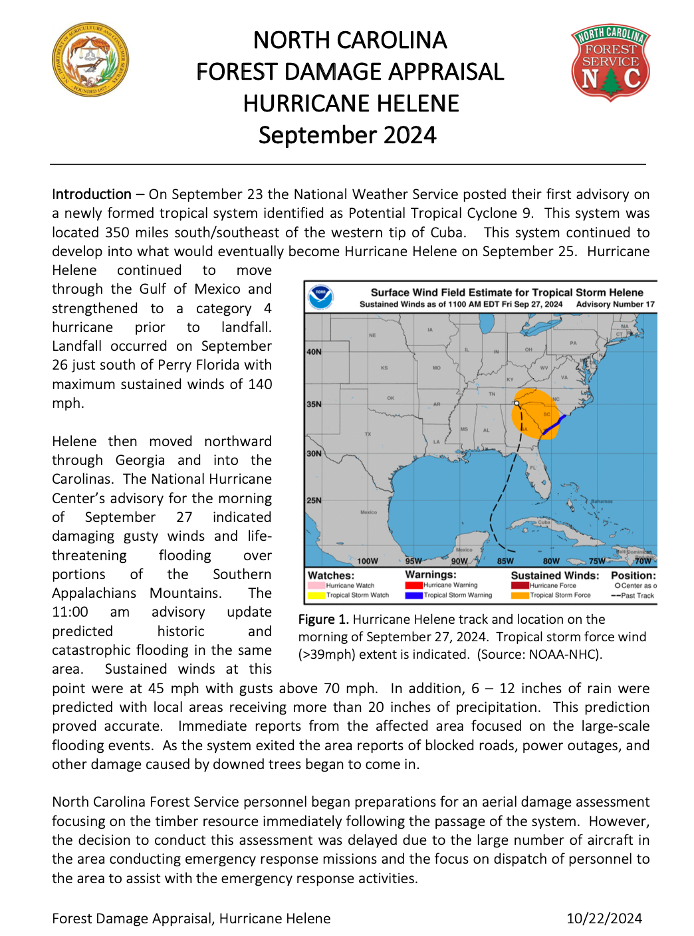 NORTH CAROLINA
FOREST DAMAGE APPRAISAL
HURRICANE HELENE
September 2024
NORTH CAROLINA
FOREST
SERVICE
N C
Introduction – On September 23 the National Weather Service posted their first advisory on
a newly formed tropical system identified as Potential Tropical Cyclone 9. This system was
located 350 miles south/southeast of the western tip of Cuba. This system continued to
develop into what would eventually become Hurricane Helene on September 25. Hurricane
Helene continued to move
through the Gulf of Mexico and
strengthened to a category 4
hurricane prior to landfall.
Landfall occurred on September
26 just south of Perry Florida with
maximum sustained winds of 140
mph.
Helene then moved northward
through Georgia and into the
Carolinas. The National Hurricane
Center's advisory for the morning
of September 27 indicated
damaging gusty winds and life-
threatening flooding over
portions of the Southern
Appalachians Mountains. The
11:00 am advisory update
predicted historic and
catastrophic flooding in the same
area. Sustained winds at this
point were at 45 mph with gusts above 70 mph. In addition, 6 – 12 inches of rain were
predicted with local areas receiving more than 20 inches of precipitation. This prediction
proved accurate. Immediate reports from the affected area focused on the large-scale
flooding events. As the system exited the area reports of blocked roads, power outages, and
other damage caused by downed trees began to come in.
Surface Wind Field Estimate for Tropical Storm Helene
Sustained Winds as of 1100 AM EDT Fri Sep 27, 2024 Advisory Number 17
40N
35N
30N
25N
NE
IA
IL
IN
OH
PA
MA
CT
KS
MO
WV
VA
KY
OK
AR
TN
NC
SC
TX
LA
MS
AL
FL
Mexico
Mexico
Cuba
Bahamas
100W 95W 90W 85W 80W 75W 70W
Watches: Warnings: Sustained Winds: Position:
Hurricane Watch Hurricane Warning Hurricane Force Center as o
Tropical Storm Watch Tropical Storm Warning Tropical Storm Force Past Track
Figure 1. Hurricane Helene track and location on the
morning of September 27, 2024. Tropical storm force wind
(>39mph) extent is indicated. (Source: NOAA-NHC).
North Carolina Forest Service personnel began preparations for an aerial damage assessment
focusing on the timber resource immediately following the passage of the system. However,
the decision to conduct this assessment was delayed due to the large number of aircraft in
the area conducting emergency response missions and the focus on dispatch of personnel to
the area to assist with the emergency response activities.
Forest Damage Appraisal, Hurricane Helene 10/22/2024